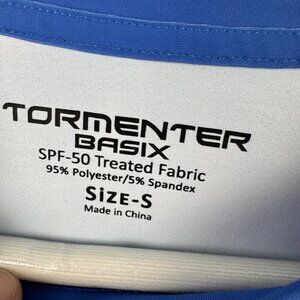 TORMENTER
BASIX
SPF-50 Treated Fabric
95% Polyester/5% Spandex
SiZE-S
Made in China